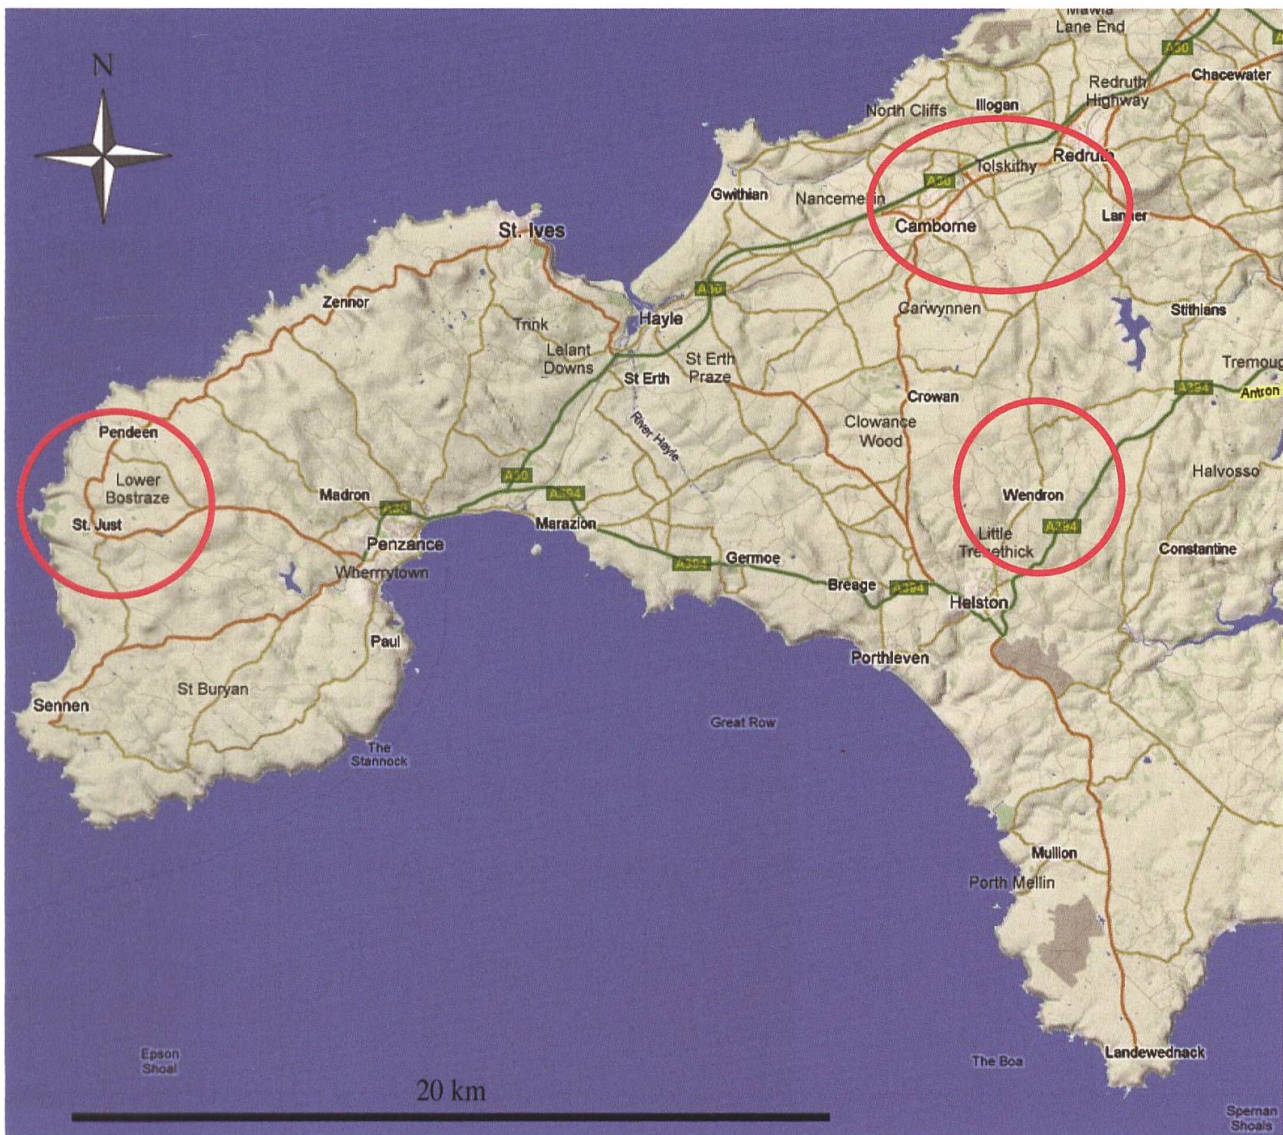 N
Mawla
Lane End
A30
Chacewater
Redruth
Highway
North Cliffs
Illogan
Tolskithy
Redruth
A30
Gwithian
Lanner
Camborne
St. Ives
A30
Zennor
Hayle
Carwynnen
Stithians
Trink
Lelant
Downs
St Erth
Praze
St Erth
A394
Crowan
River Hayle
Clowance
Wood
Pendeen
Lower
Bostraze
Halvosso
A30
Madron
A30
A394
Wendron
St. Just
Marazion
A394
Little
Trenethick
Penzance
Constantine
Germoe
A394
Wherrytown
Breage
A394
Helston
Paul
Porthleven
St Buryan
Sennen
Great Row
The
Stannock
Mullion
Porth Mellin
Epson
Shoal
The Boa
Landewednack
20 km
Spernan
Shoals